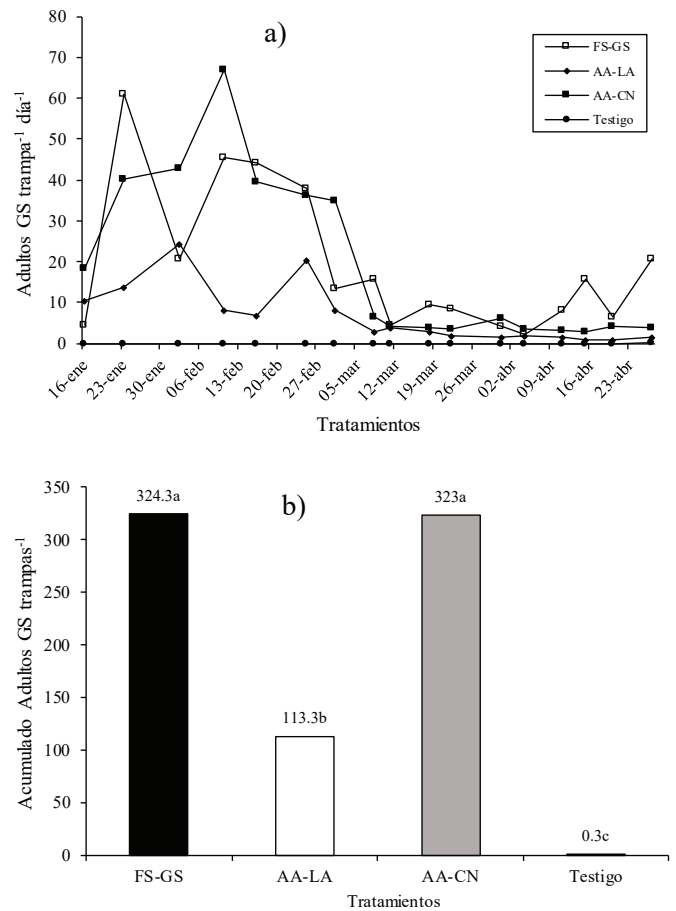 a)
80
70
60
50
40
30
20
10
0
Adultos GS trampa⁻¹ día⁻¹
FS-GS
AA-LA
AA-CN
Testigo
16-ene
23-ene
30-ene
06-feb
13-feb
20-feb
27-feb
05-mar
12-mar
19-mar
26-mar
02-abr
09-abr
16-abr
23-abr
Tratamientos
b)
350
300
250
200
150
100
50
0
Acumulado Adultos GS trampas⁻¹
324.3a
113.3b
323a
0.3c
FS-GS
AA-LA
AA-CN
Testigo
Tratamientos